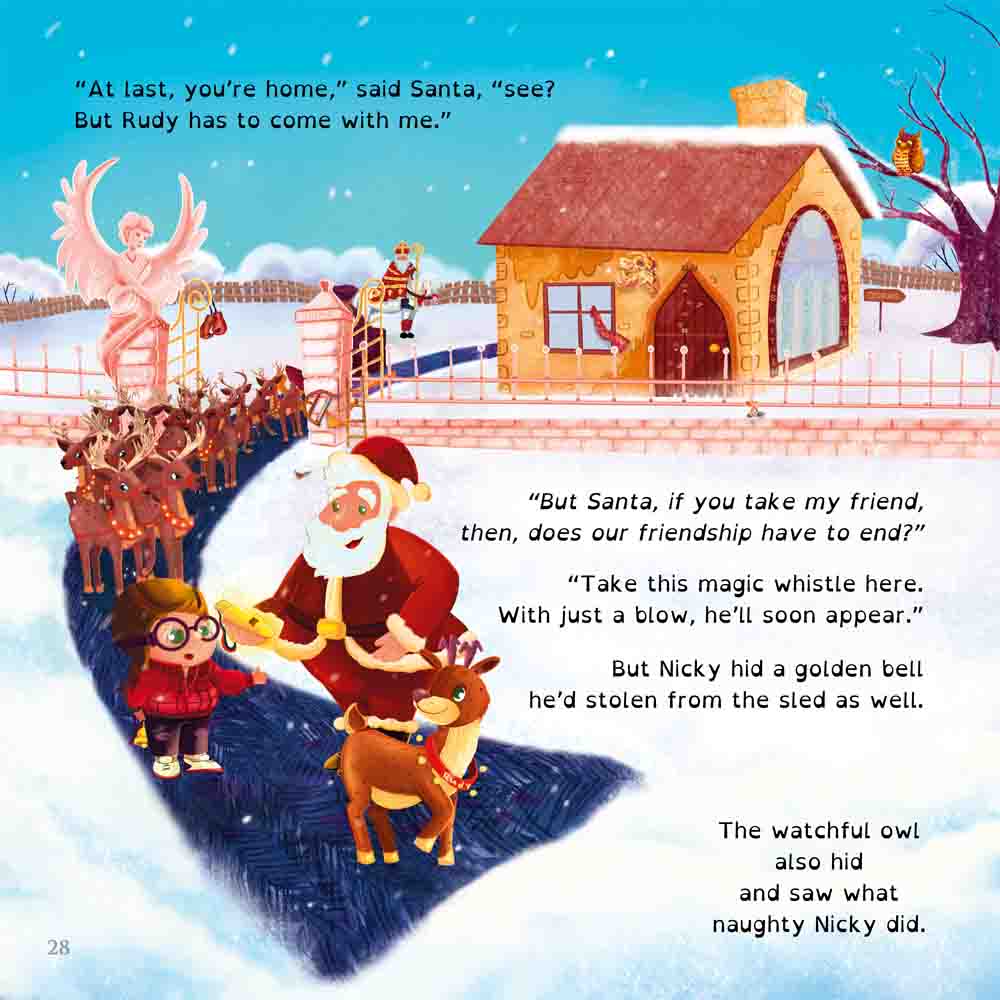 “At last, you’re home,” said Santa, “see?
But Rudy has to come with me.”
“But Santa, if you take my friend,
then, does our friendship have to end?”
“Take this magic whistle here.
With just a blow, he’ll soon appear.”
But Nicky hid a golden bell
he’d stolen from the sled as well.
The watchful owl
also hid
and saw what
naughty Nicky did.
28